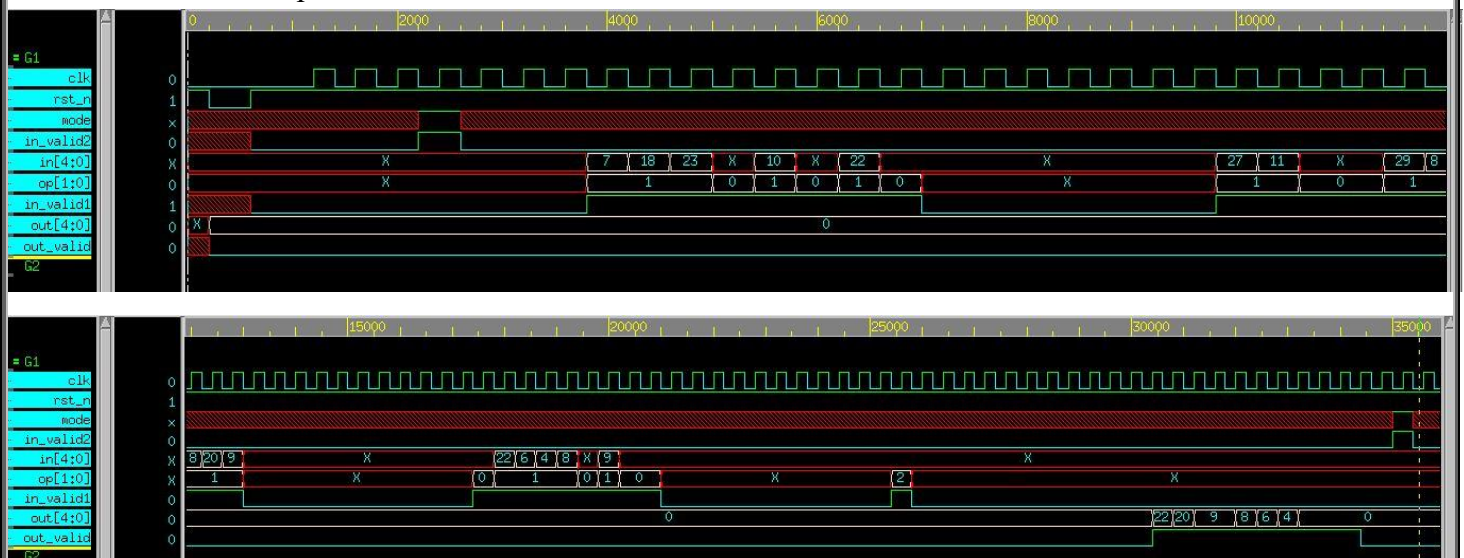 0 2000 4000 6000 8000 10000
= G1
clk 0
rst_n 1
mode x
in_valid2 0
in[4:0] X X 7 18 23 X 10 X 22 X 27 11 X 29 8
op[1:0] 0 X 1 0 1 0 1 0 X 1 0 1
in_valid1 1
out[4:0] 0 X 0
out_valid 0
G2
15000 20000 25000 30000 35000
= G1
clk 0
rst_n 1
mode x
in_valid2 0
in[4:0] X 8 20 9 X 22 6 4 8 X 9 X
op[1:0] X 1 X 0 1 0 1 0 X 2 X
in_valid1 0
out[4:0] 0 0 22 20 9 8 6 4 0
out_valid 0
G2